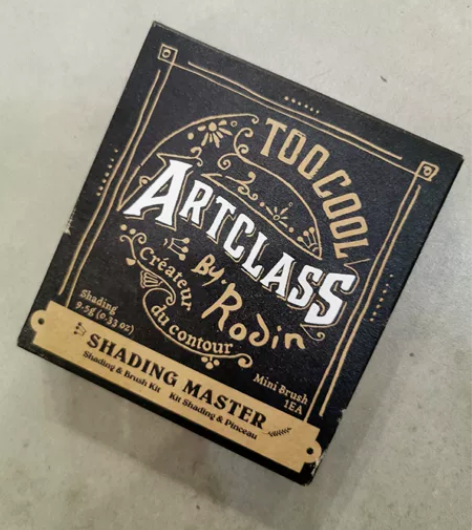 TOO COOL
ARTCLASS
By Rodin
Créateur
du contour
Shading
9.5g (0.33 oz)
Mini Brush
1EA
SHADING MASTER
Shading & Brush Kit Kit Shading & Pinceau